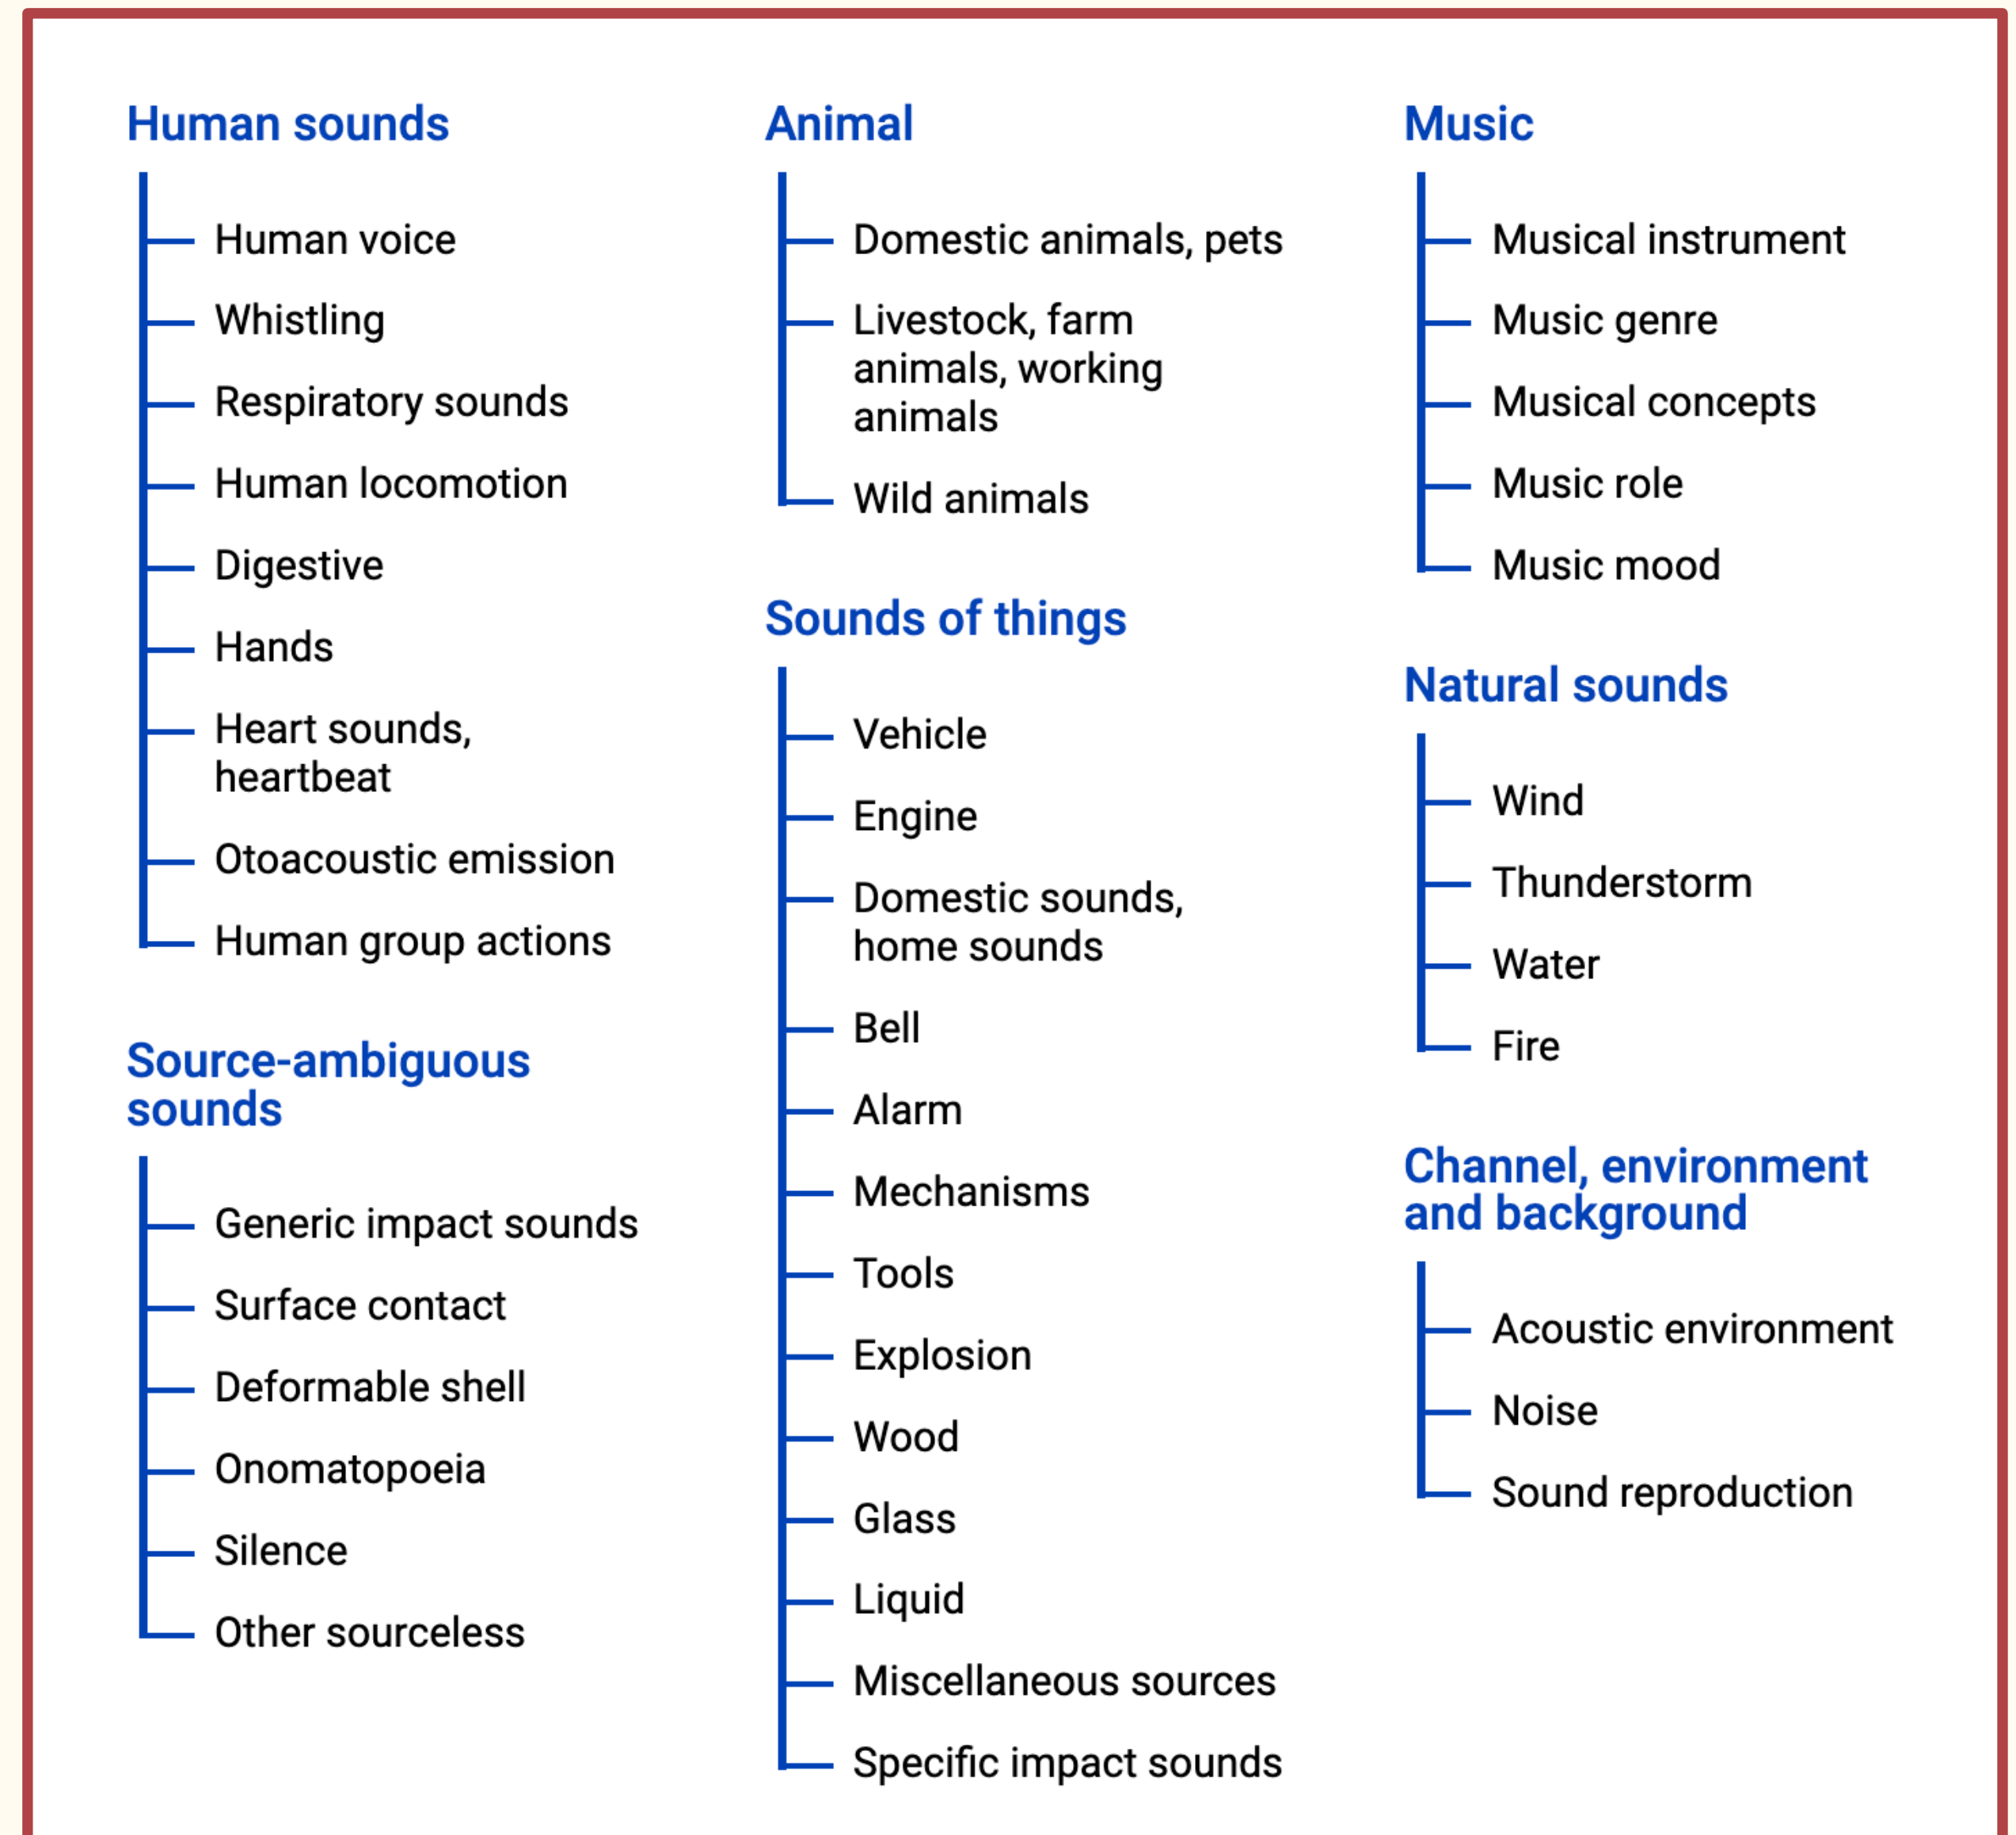 Human sounds
Human voice
Whistling
Respiratory sounds
Human locomotion
Digestive
Hands
Heart sounds,
heartbeat
Otoacoustic emission
Human group actions
Source-ambiguous
sounds
Generic impact sounds
Surface contact
Deformable shell
Onomatopoeia
Silence
Other sourceless
Animal
Domestic animals, pets
Livestock, farm
animals, working
animals
Wild animals
Sounds of things
Vehicle
Engine
Domestic sounds,
home sounds
Bell
Alarm
Mechanisms
Tools
Explosion
Wood
Glass
Liquid
Miscellaneous sources
Specific impact sounds
Music
Musical instrument
Music genre
Musical concepts
Music role
Music mood
Natural sounds
Wind
Thunderstorm
Water
Fire
Channel, environment
and background
Acoustic environment
Noise
Sound reproduction